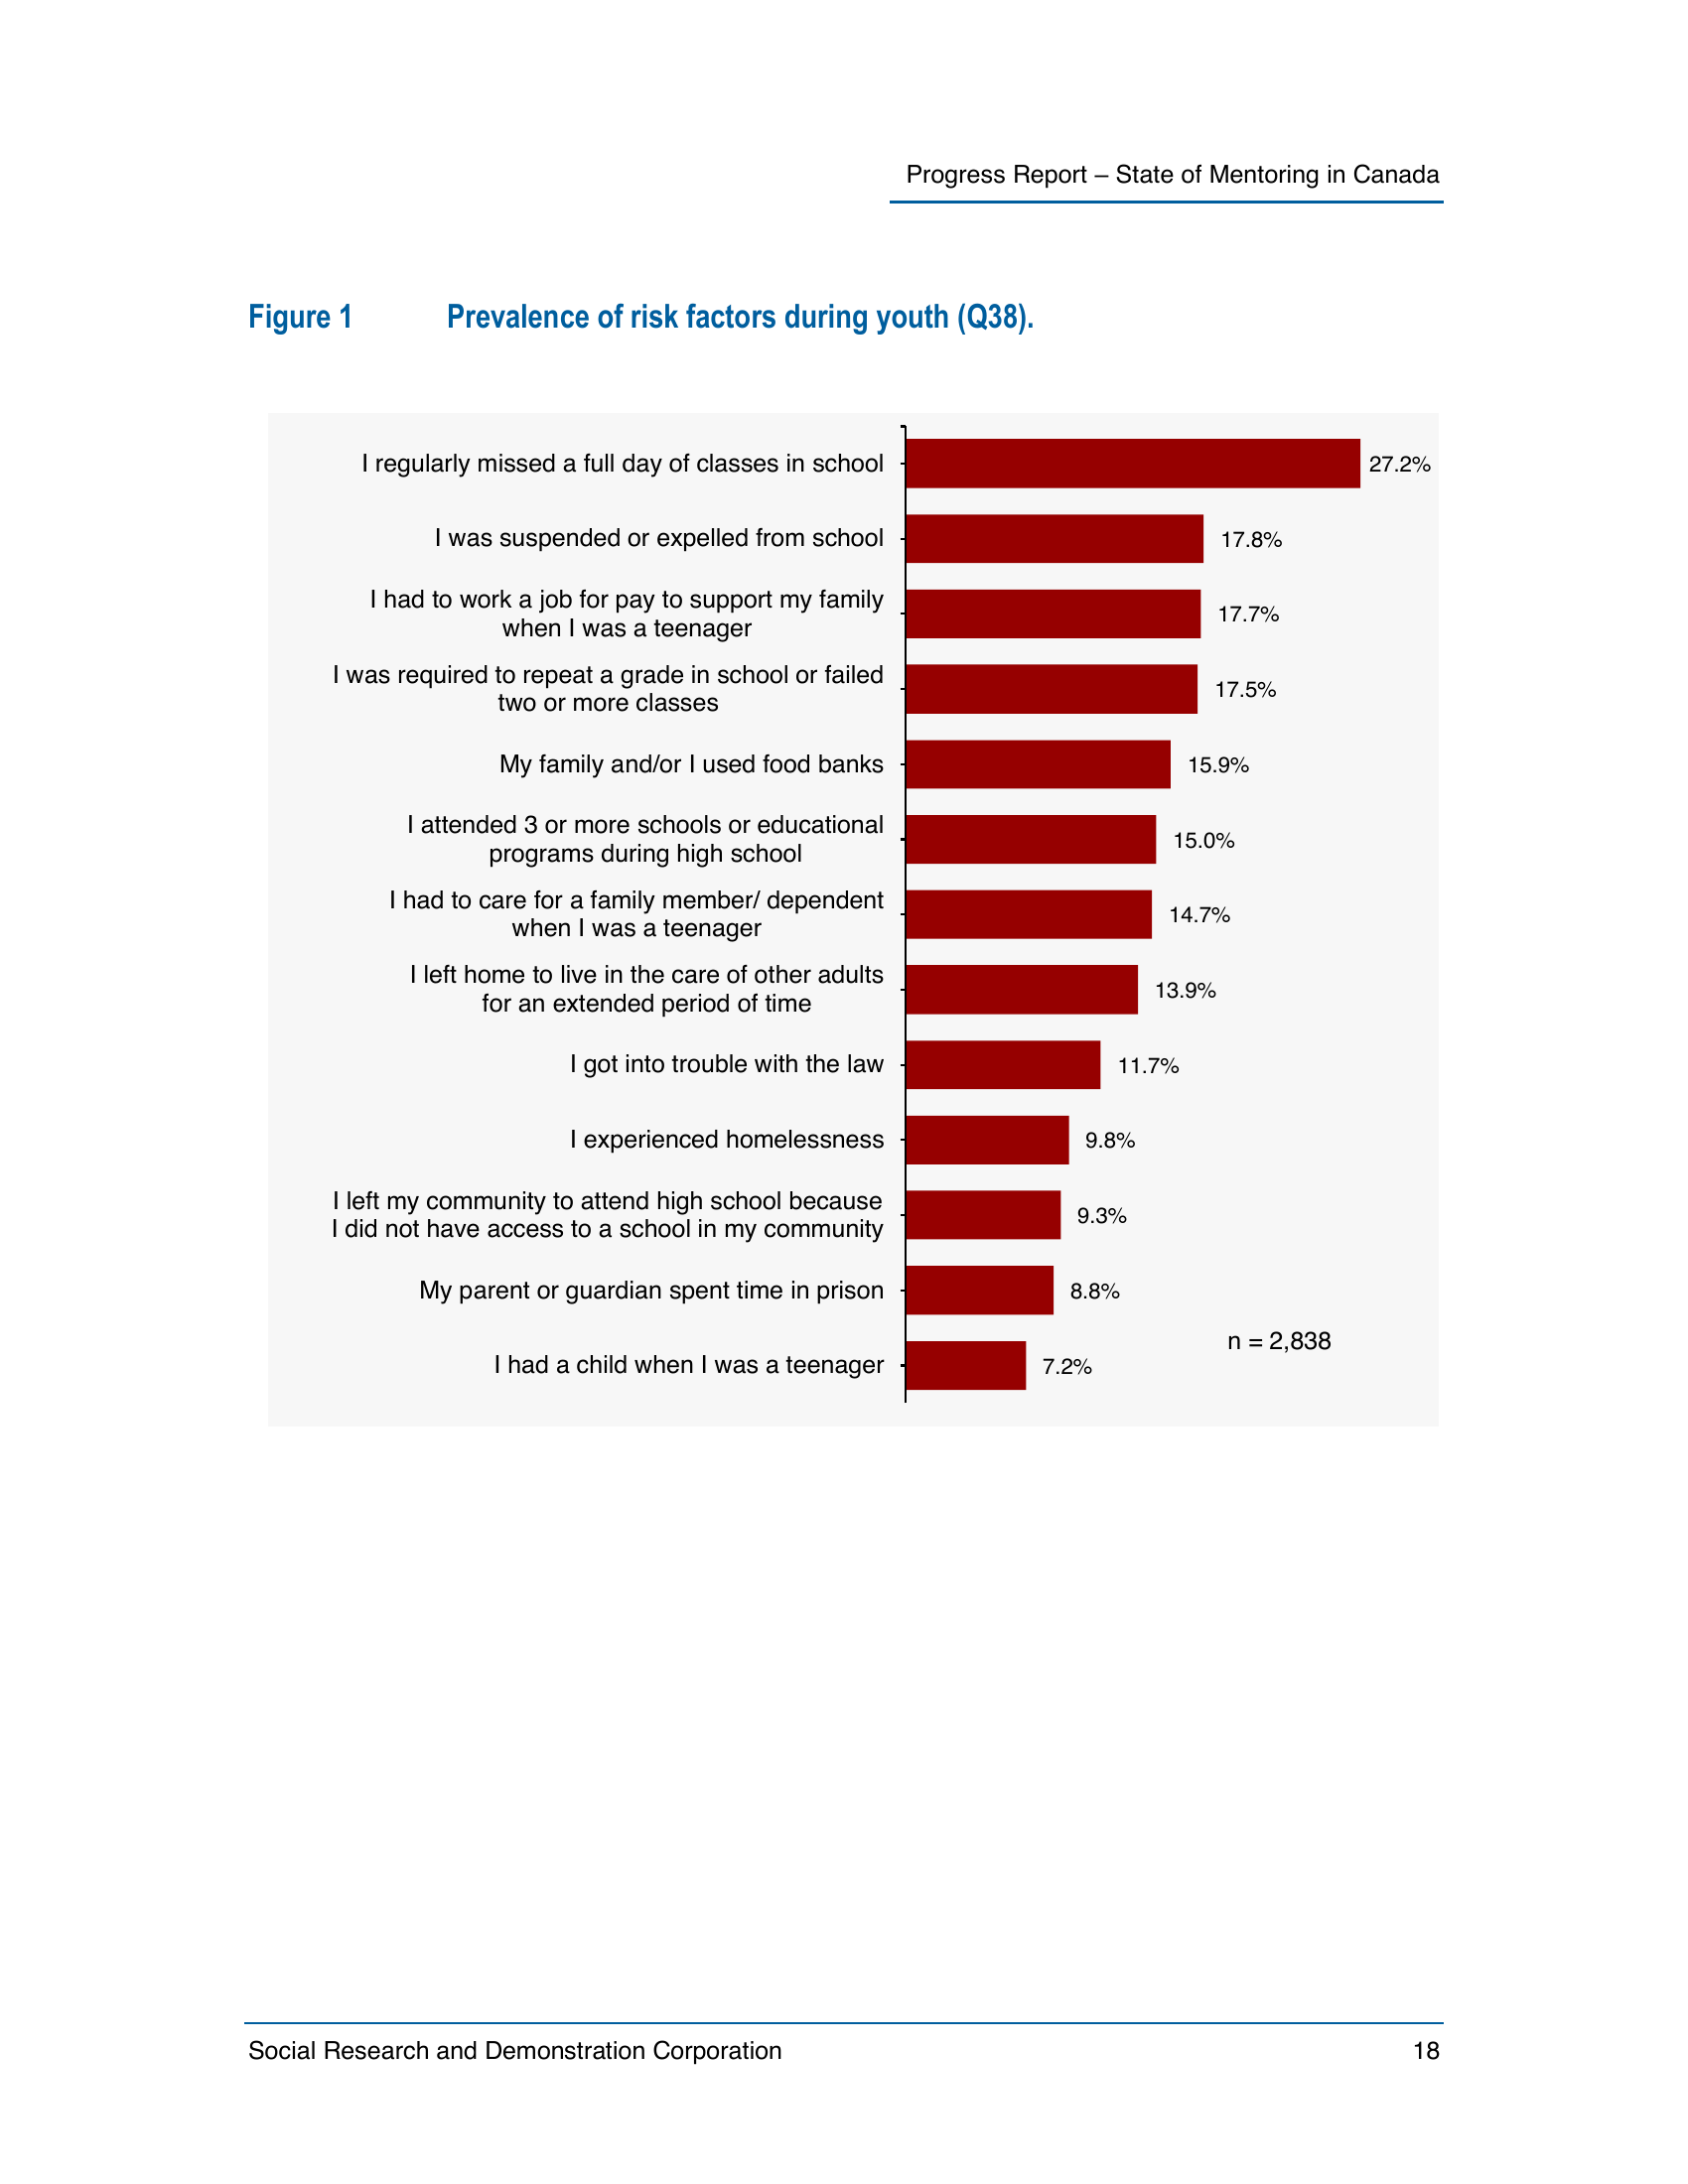 Progress Report – State of Mentoring in Canada
Figure 1 Prevalence of risk factors during youth (Q38).
I regularly missed a full day of classes in school 27.2%
I was suspended or expelled from school 17.8%
I had to work a job for pay to support my family
when I was a teenager 17.7%
I was required to repeat a grade in school or failed
two or more classes 17.5%
My family and/or I used food banks 15.9%
I attended 3 or more schools or educational
programs during high school 15.0%
I had to care for a family member/ dependent
when I was a teenager 14.7%
I left home to live in the care of other adults
for an extended period of time 13.9%
I got into trouble with the law 11.7%
I experienced homelessness 9.8%
I left my community to attend high school because
I did not have access to a school in my community 9.3%
My parent or guardian spent time in prison 8.8%
n = 2,838
I had a child when I was a teenager 7.2%
Social Research and Demonstration Corporation 18